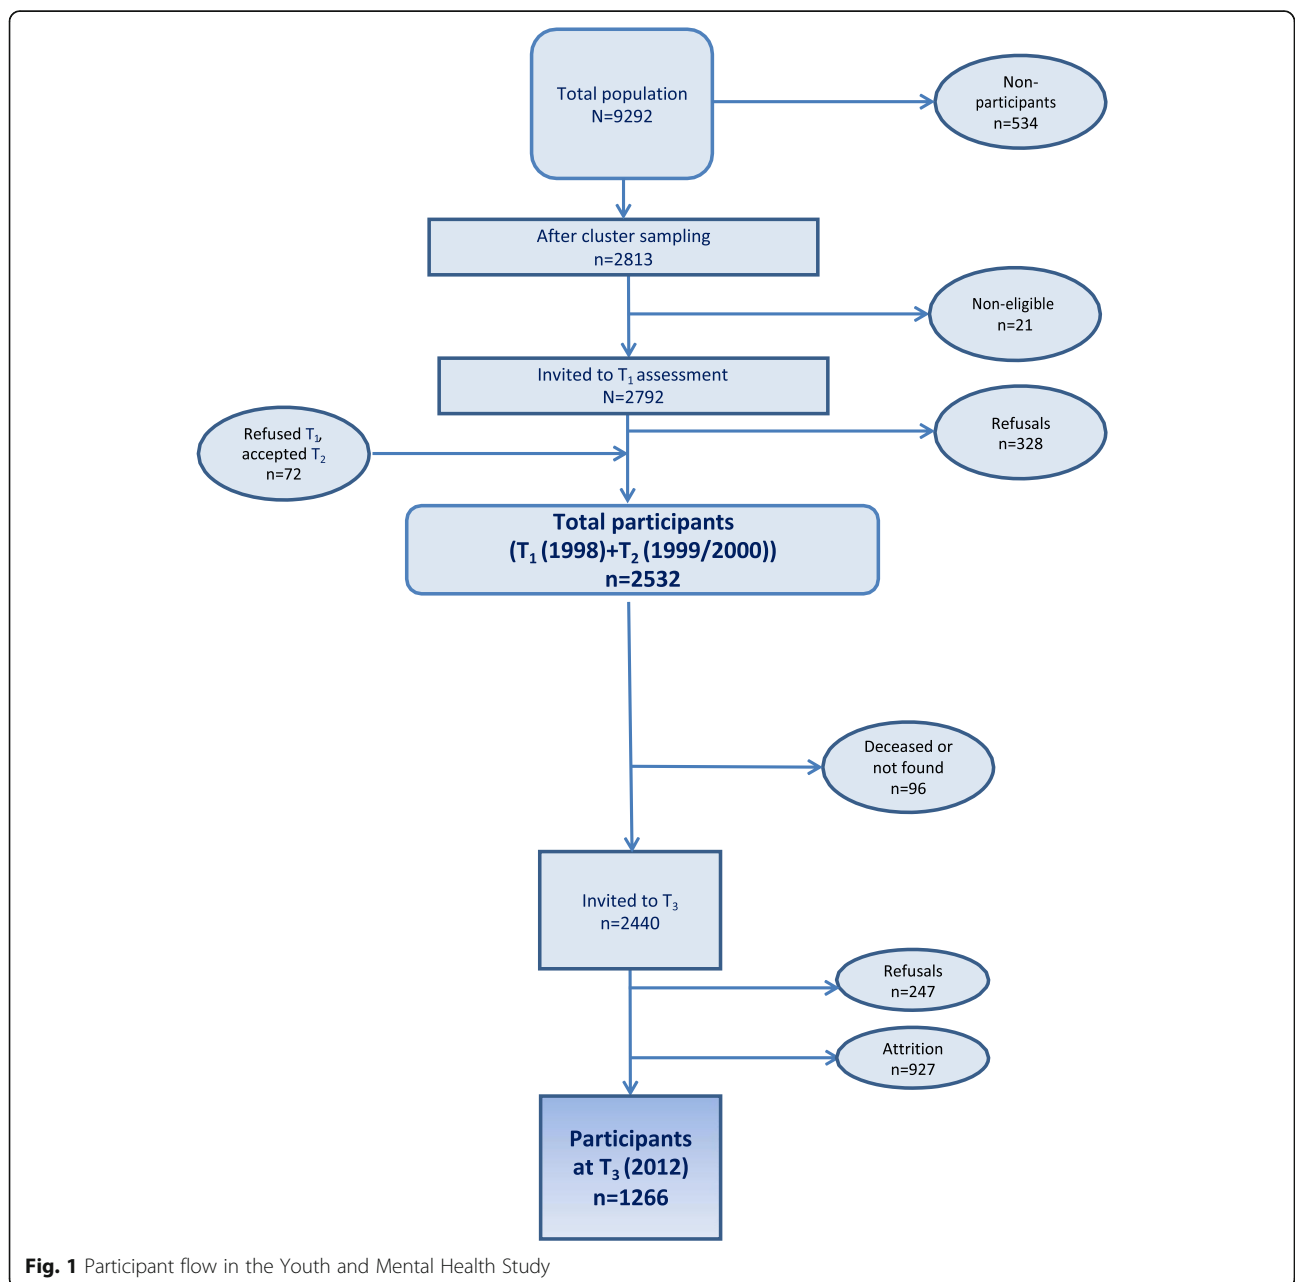 Total population
N=9292
Non-
participants
n=534
After cluster sampling
n=2813
Non-eligible
n=21
Invited to T1 assessment
N=2792
Refusals
n=328
Refused T1,
accepted T2
n=72
Total participants
(T1 (1998)+T2 (1999/2000))
n=2532
Deceased or
not found
n=96
Invited to T3
n=2440
Refusals
n=247
Attrition
n=927
Participants
at T3 (2012)
n=1266
Fig. 1 Participant flow in the Youth and Mental Health Study